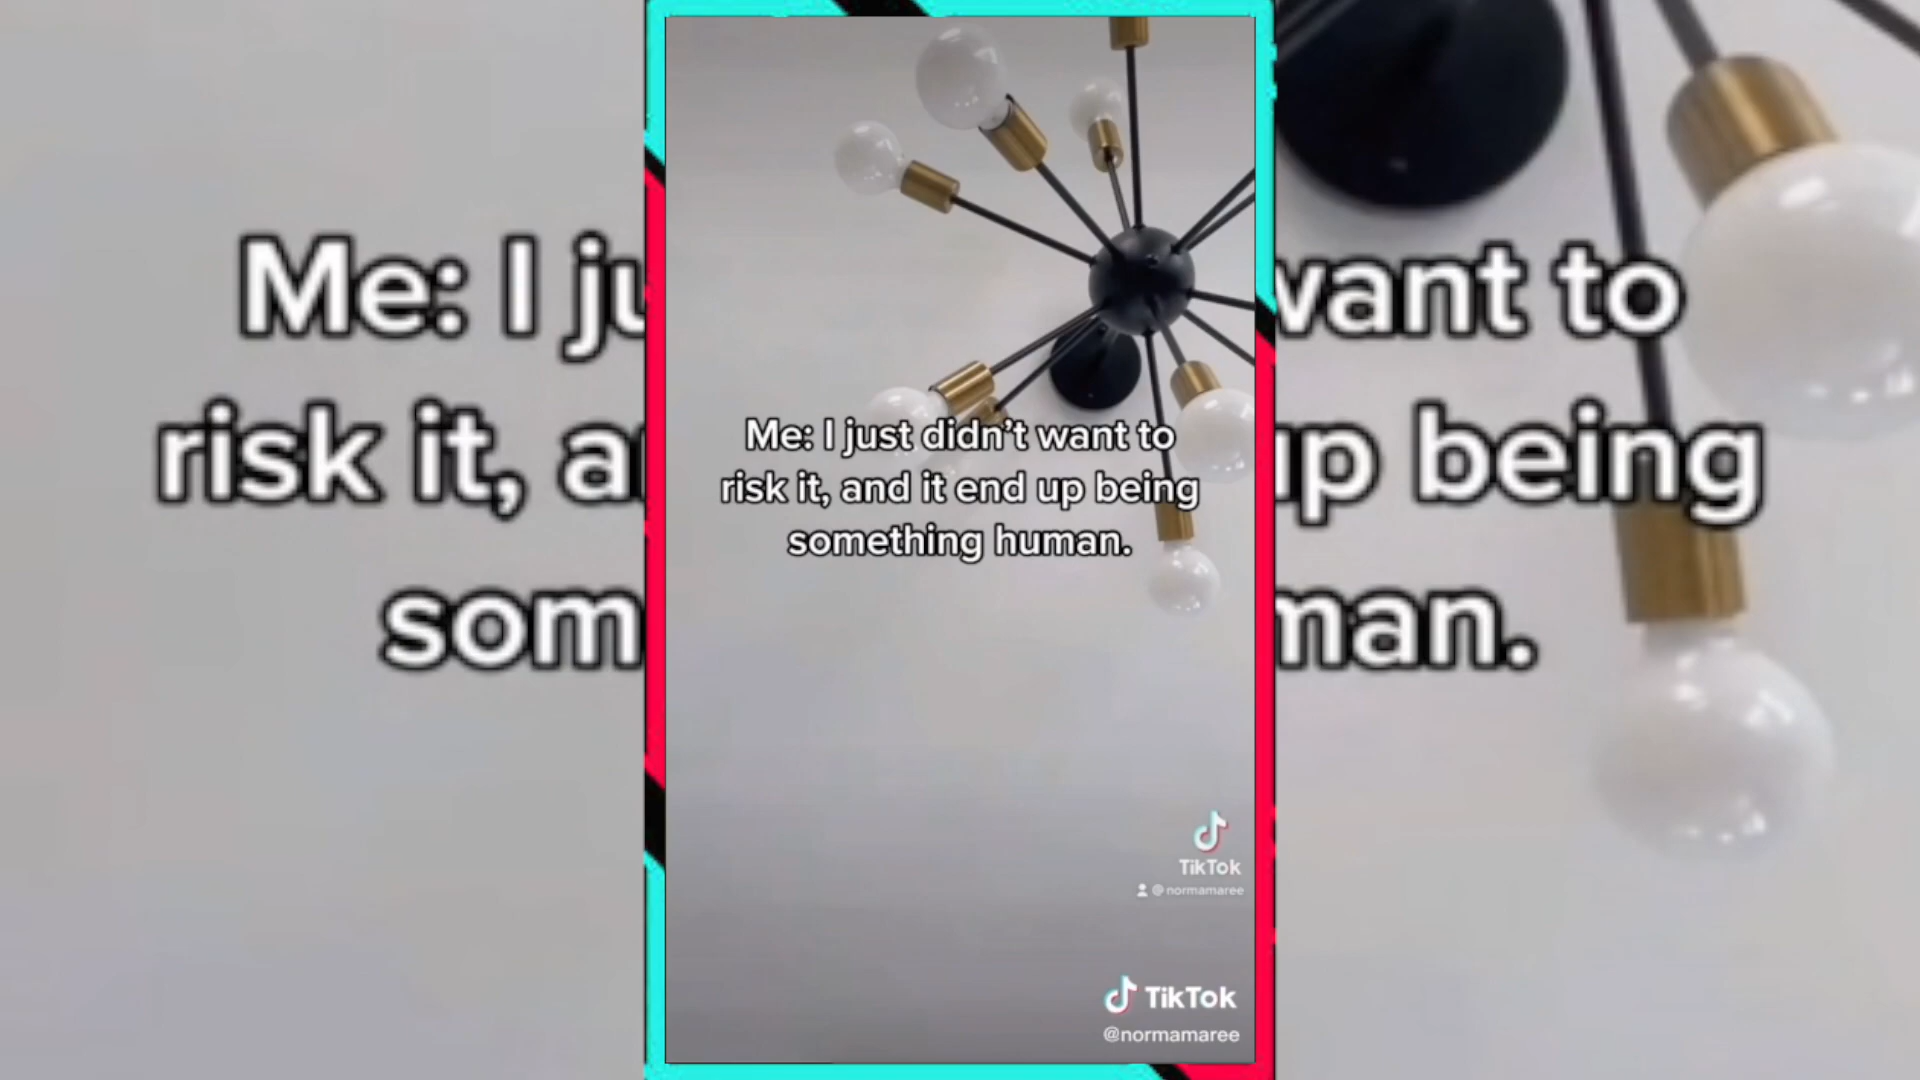 Me: I just didn't want to
risk it, and it end up being
something human.
TikTok
@normamaree
TikTok
@normamaree
Me: I ju
want to
risk it, a
up being
som
man.